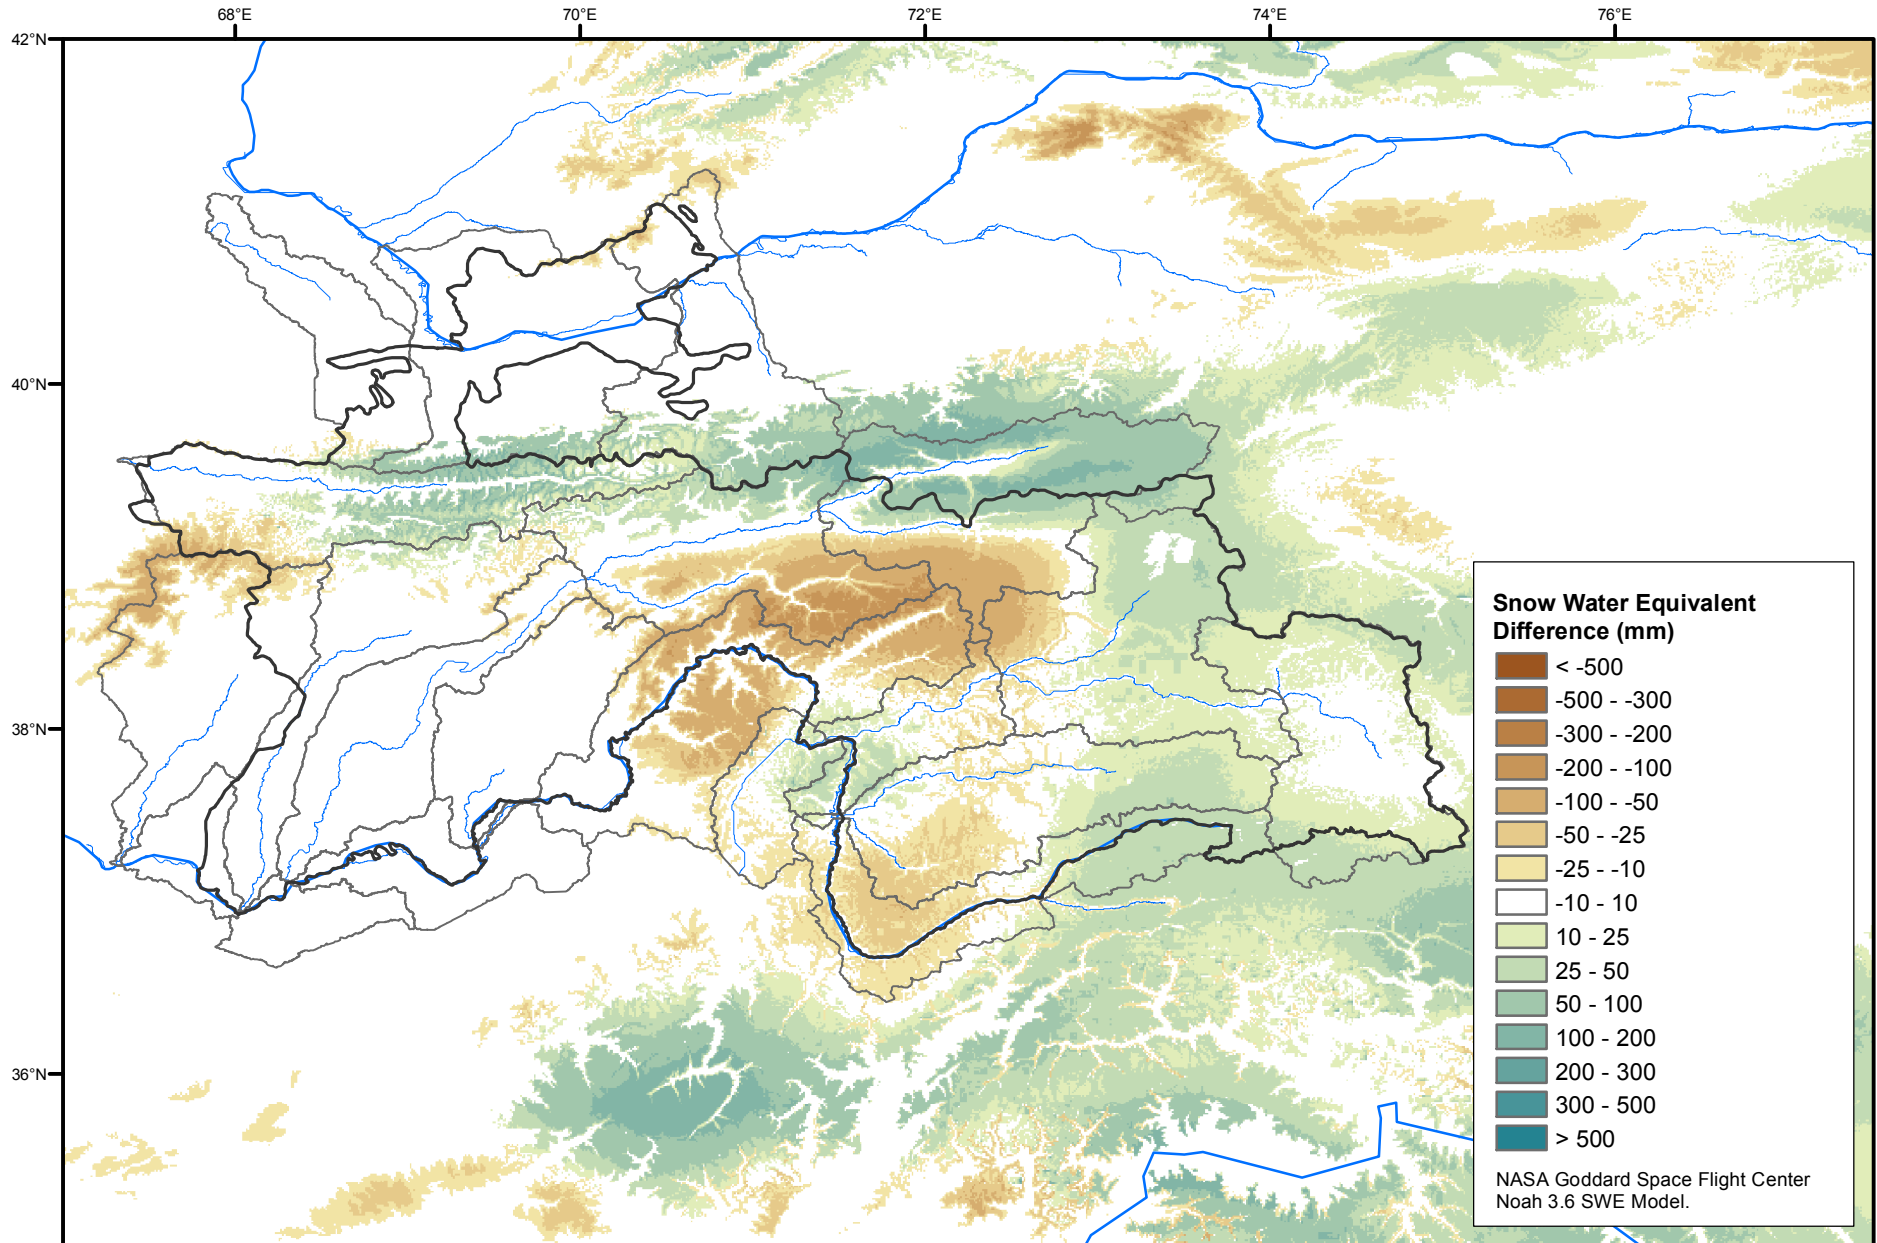 68°E
70°E
72°E
74°E
76°E
42°N
40°N
38°N
36°N
Snow Water Equivalent
Difference (mm)
< -500
-500 - -300
-300 - -200
-200 - -100
-100 - -50
-50 - -25
-25 - -10
-10 - 10
10 - 25
25 - 50
50 - 100
100 - 200
200 - 300
300 - 500
> 500
NASA Goddard Space Flight Center
Noah 3.6 SWE Model.